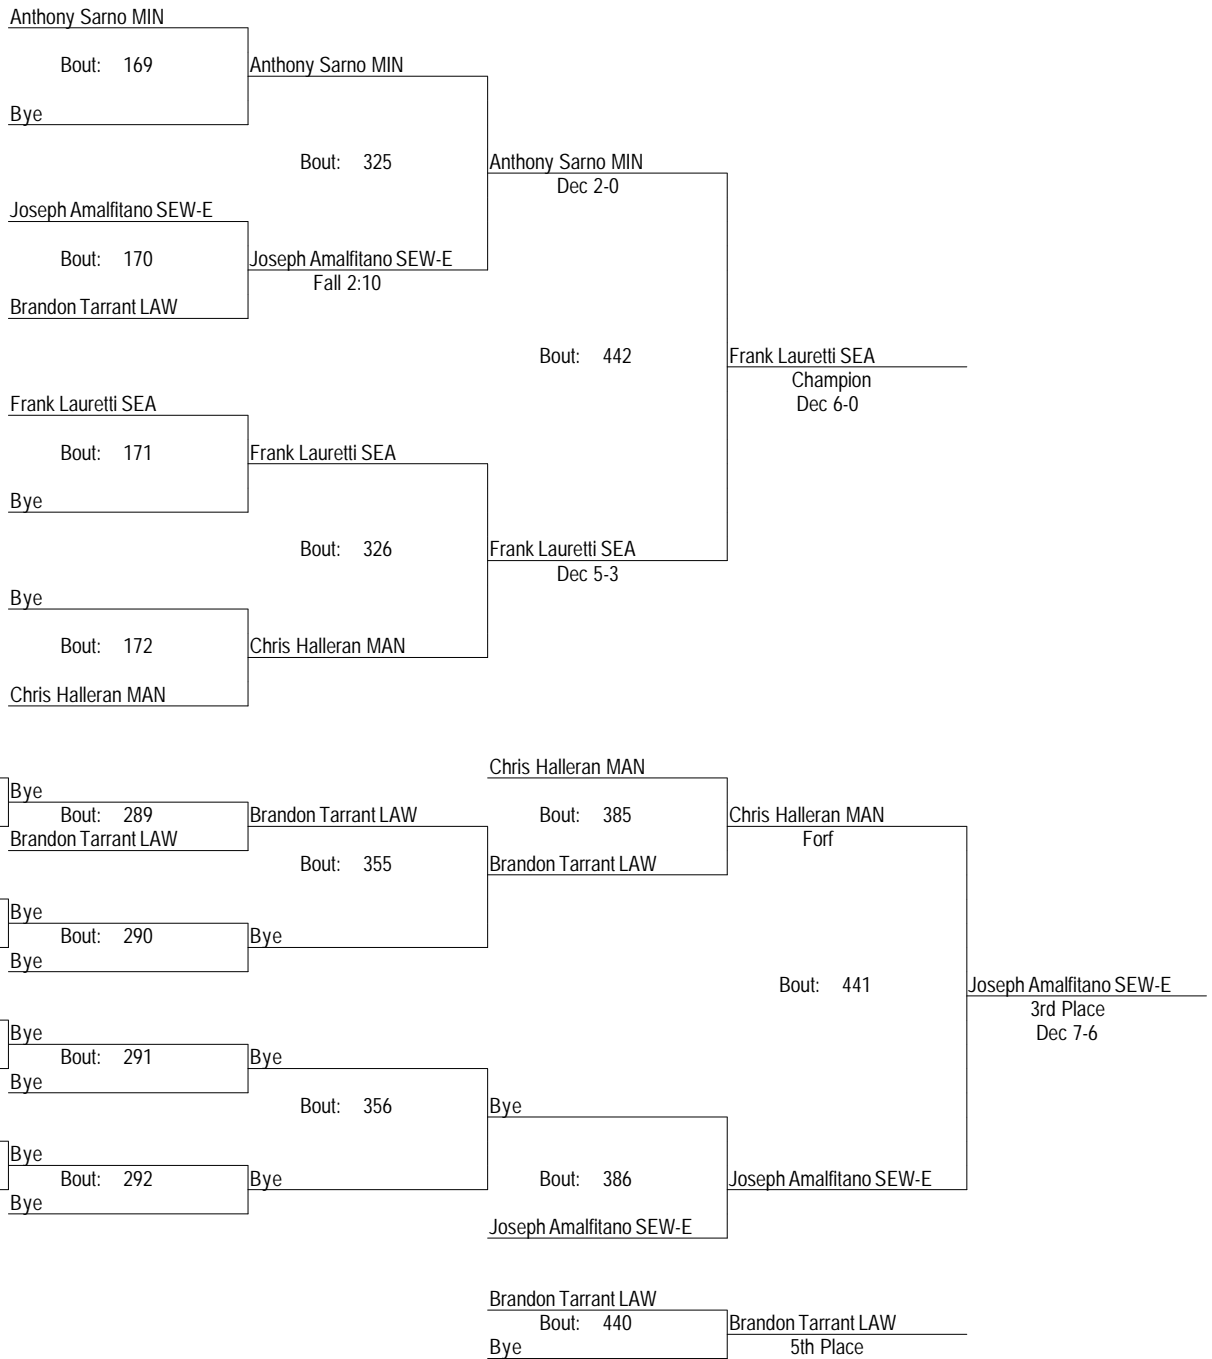 Anthony Sarno MIN
Bout: 169
Anthony Sarno MIN
Bye
Bout: 325
Anthony Sarno MIN
Dec 2-0
Joseph Amalfitano SEW-E
Bout: 170
Joseph Amalfitano SEW-E
Fall 2:10
Brandon Tarrant LAW
Bout: 442
Frank Lauretti SEA
Champion
Dec 6-0
Frank Lauretti SEA
Bout: 171
Frank Lauretti SEA
Bye
Bout: 326
Frank Lauretti SEA
Dec 5-3
Bye
Bout: 172
Chris Halleran MAN
Chris Halleran MAN
Chris Halleran MAN
Bye
Bout: 289
Brandon Tarrant LAW
Bout: 385
Chris Halleran MAN
Forf
Brandon Tarrant LAW
Bout: 355
Brandon Tarrant LAW
Bye
Bout: 290
Bye
Bye
Bout: 441
Joseph Amalfitano SEW-E
3rd Place
Dec 7-6
Bye
Bout: 291
Bye
Bye
Bout: 356
Bye
Bye
Bout: 292
Bye
Bout: 386
Joseph Amalfitano SEW-E
Bye
Joseph Amalfitano SEW-E
Brandon Tarrant LAW
Bout: 440
Brandon Tarrant LAW
Bye
5th Place